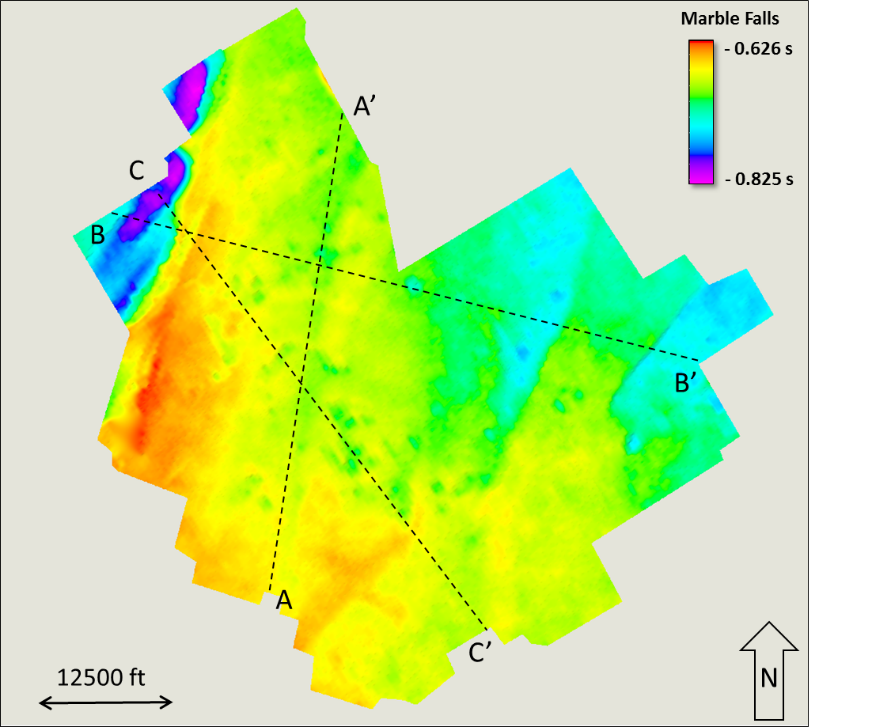 Marble Falls
- 0.626 s
- 0.825 s
A’
C
B
B’
A
C’
12500 ft
N